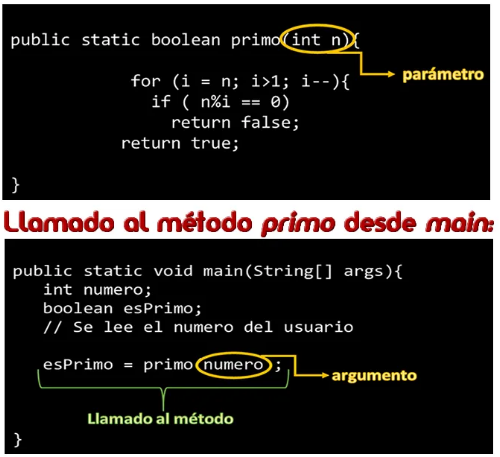 public static boolean primo(int n){
parámetro
for (i = n; i>1; i--){
if ( n%i == 0)
return false;
return true;
}
Llamado al método primo desde main:
public static void main(String[] args){
int numero;
boolean esPrimo;
// Se lee el numero del usuario
esPrimo = primo(numero);
argumento
Llamado al método
}